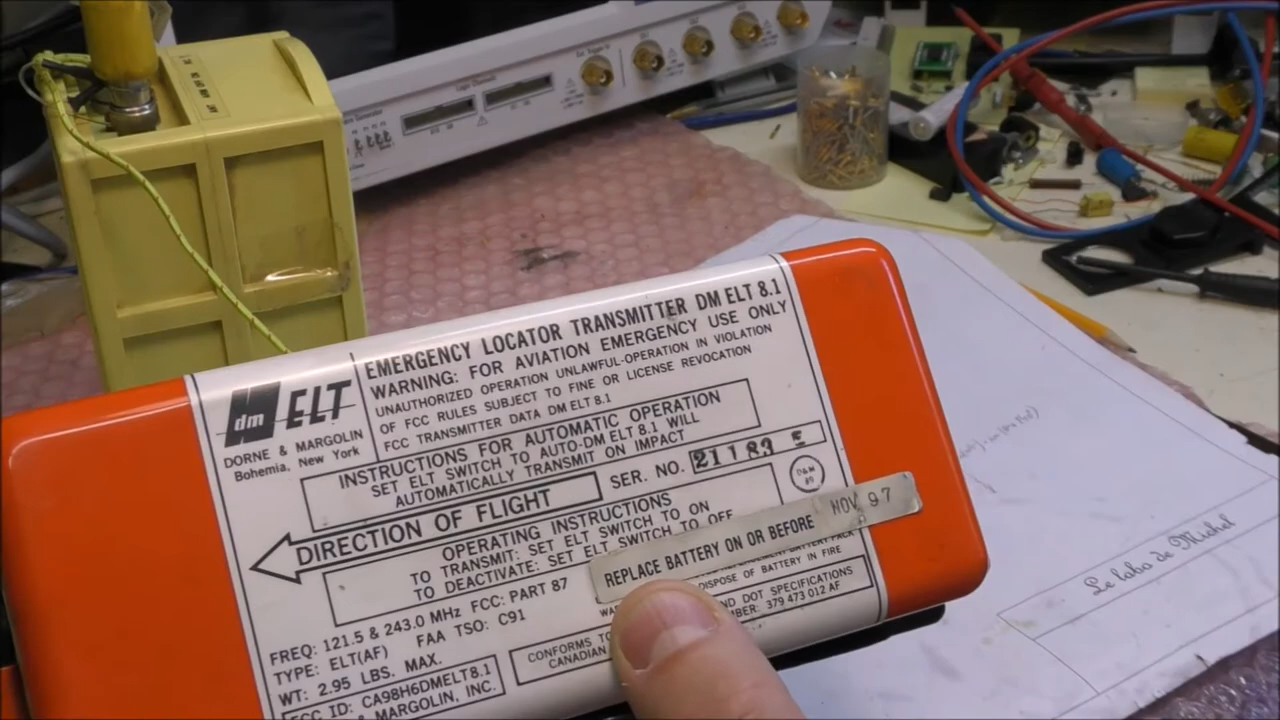 dm ELT
DORNE & MARGOLIN
Bohemia, New York
EMERGENCY LOCATOR TRANSMITTER DM ELT 8.1
WARNING: FOR AVIATION EMERGENCY USE ONLY
UNAUTHORIZED OPERATION UNLAWFUL-OPERATION IN VIOLATION
OF FCC RULES SUBJECT TO FINE OR LICENSE REVOCATION
FCC TRANSMITTER DATA DM ELT 8.1
INSTRUCTIONS FOR AUTOMATIC OPERATION
SET ELT SWITCH TO AUTO-DM ELT 8.1 WILL
AUTOMATICALLY TRANSMIT ON IMPACT
SER. NO. 21183
DIRECTION OF FLIGHT
OPERATING INSTRUCTIONS
TO TRANSMIT: SET ELT SWITCH TO ON
TO DEACTIVATE: SET ELT SWITCH TO OFF
REPLACE BATTERY ON OR BEFORE NOV 97
BATTERY PACK
DISPOSE OF BATTERY IN FIRE
FREQ: 121.5 & 243.0 MHz FCC: PART 87
TYPE: ELT(AF) FAA TSO: C91
WT: 2.95 LBS. MAX.
FCC ID: CA98H6DMELT8.1
& MARGOLIN, INC.
CONFORMS TO
CANADIAN
ND DOT SPECIFICATIONS
MBER: 379 473 012 AF
Le labo de Michel